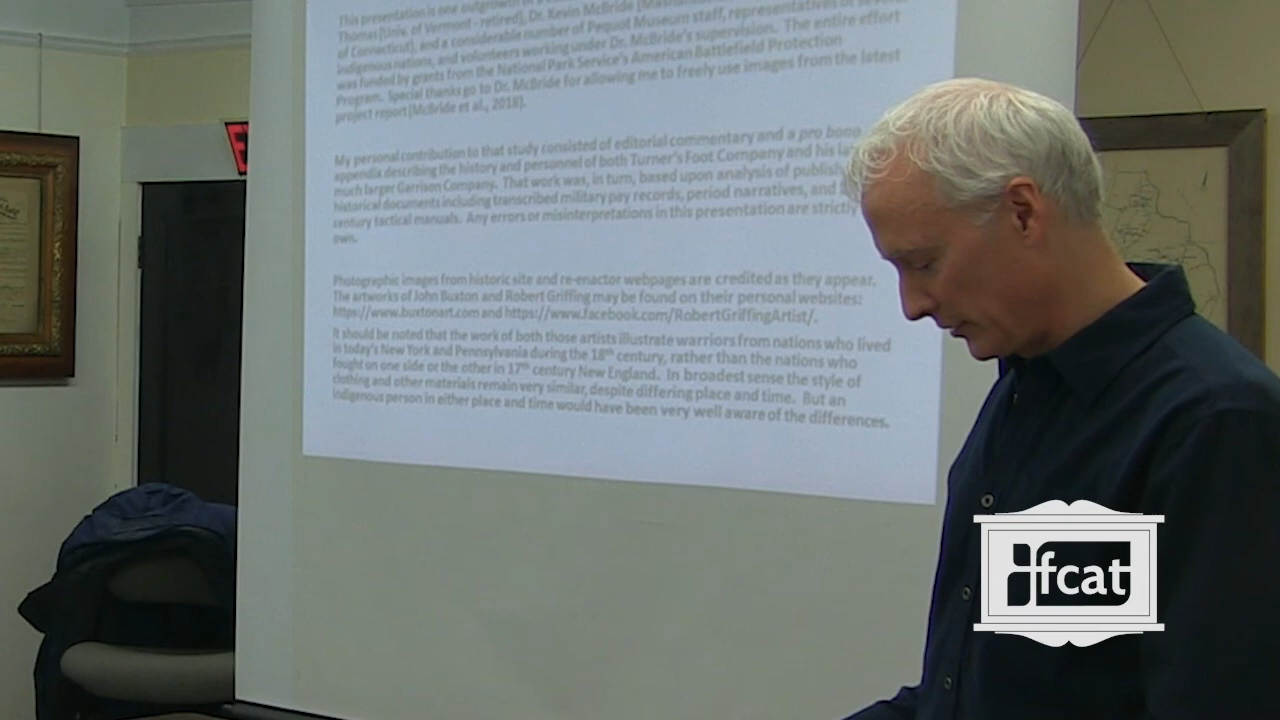 This presentation is one outgrowth of a
Thomas (Univ. of Vermont - retired), Dr. Kevin McBride
of Connecticut), and a considerable number of Pequot Museum staff, representatives of
indigenous nations, and volunteers working under Dr. McBride's supervision. The entire effort
was funded by grants from the National Park Service's American Battlefield Protection
Program. Special thanks go to Dr. McBride for allowing me to freely use images from the latest
project report (McBride et al., 2018).
My personal contribution to that study consisted of editorial commentary and a pro bono
appendix describing the history and personnel of both Turner's Foot Company and his
much larger Garrison Company. That work was, in turn, based upon analysis of
historical documents including transcribed military pay records, period narratives, and
century tactical manuals. Any errors or misinterpretations in this presentation are strictly
own.
Photographic images from historic site and re-enactor webpages are credited as they appear.
The artworks of John Buxton and Robert Griffing may be found on their personal websites:
https://www.buxtonart.com and https://www.facebook.com/RobertGriffingArtist/.
It should be noted that the work of both those artists illustrate warriors from nations who lived
in today's New York and Pennsylvania during the 18th century, rather than the nations who
fought on one side or the other in 17th century New England. In broadest sense the style of
clothing and other materials remain very similar, despite differing place and time. But an
indigenous person in either place and time would have been very well aware of the differences.
fcat